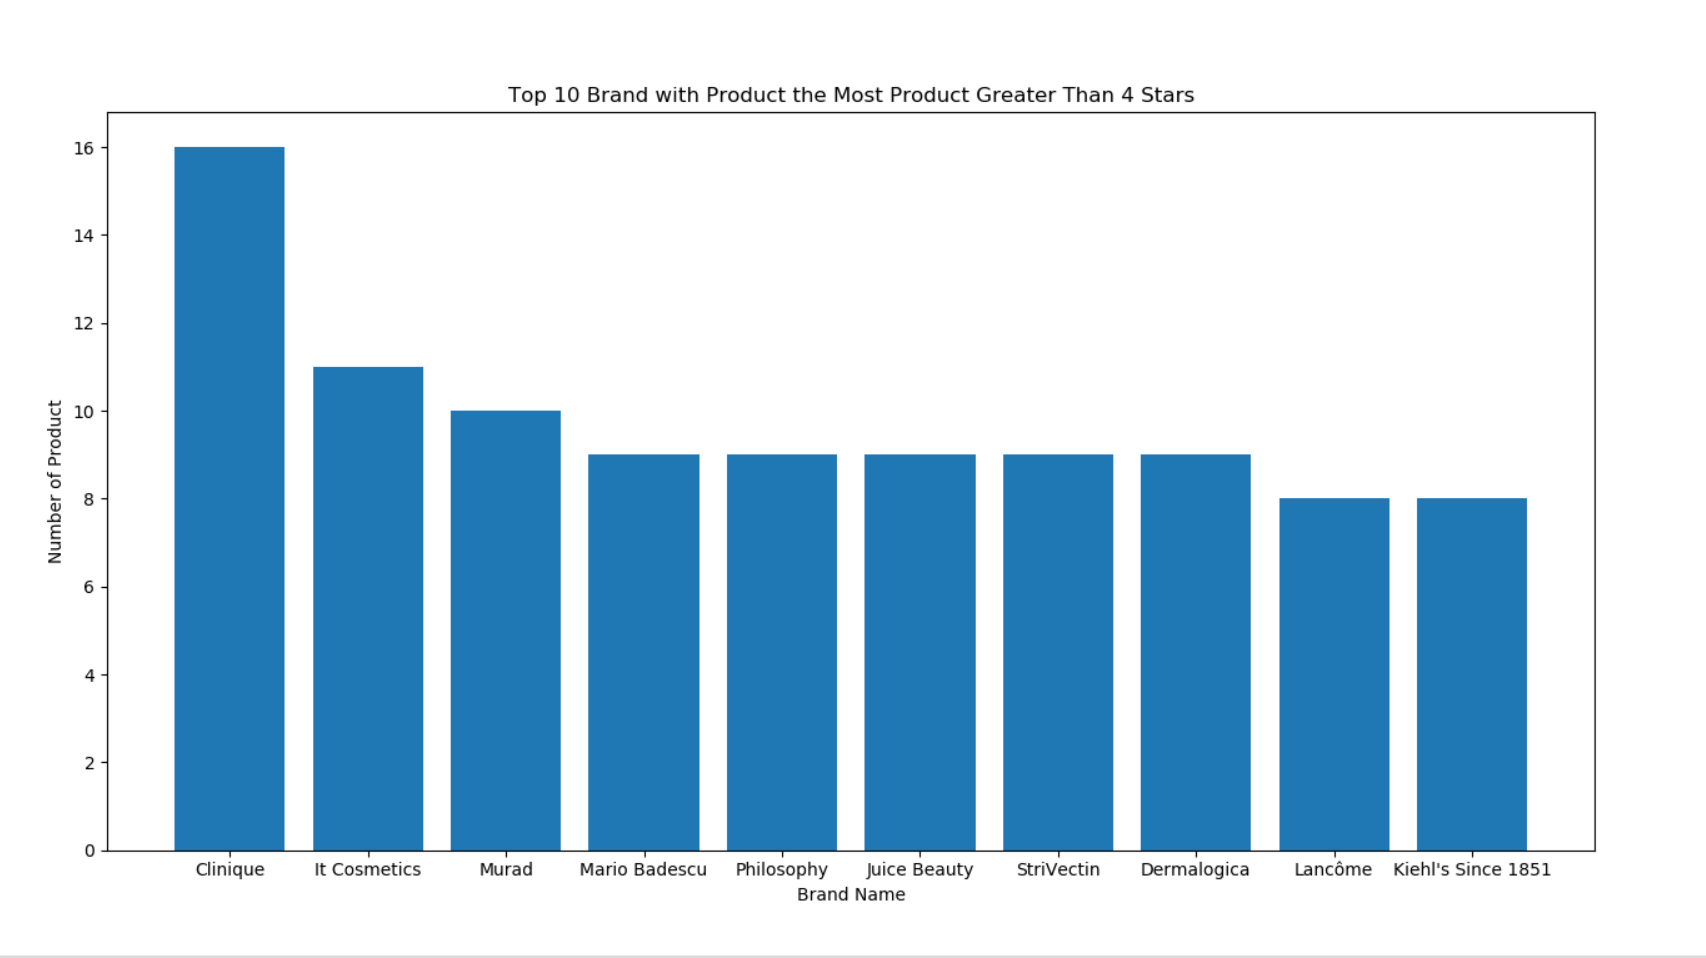 Top 10 Brand with Product the Most Product Greater Than 4 Stars
16
14
12
10
8
6
4
2
0
Number of Product
Clinique It Cosmetics Murad Mario Badescu Philosophy Juice Beauty StriVectin Dermalogica Lancôme Kiehl's Since 1851
Brand Name